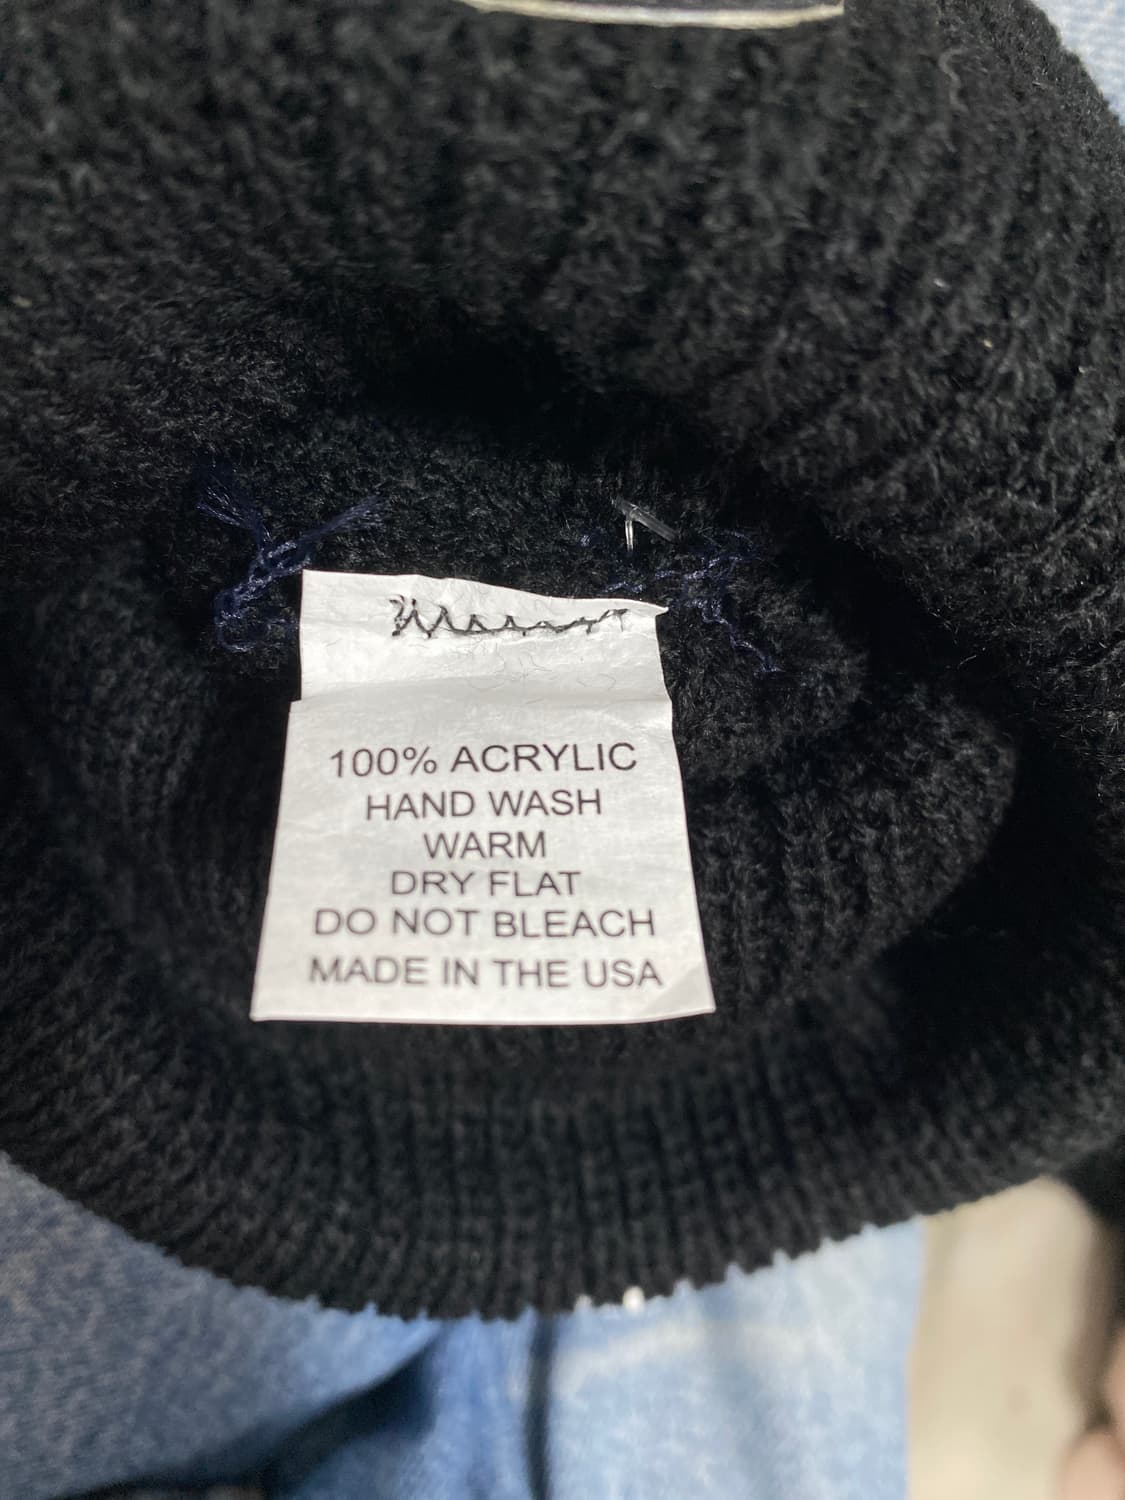 100% ACRYLIC
HAND WASH
WARM
DRY FLAT
DO NOT BLEACH
MADE IN THE USA